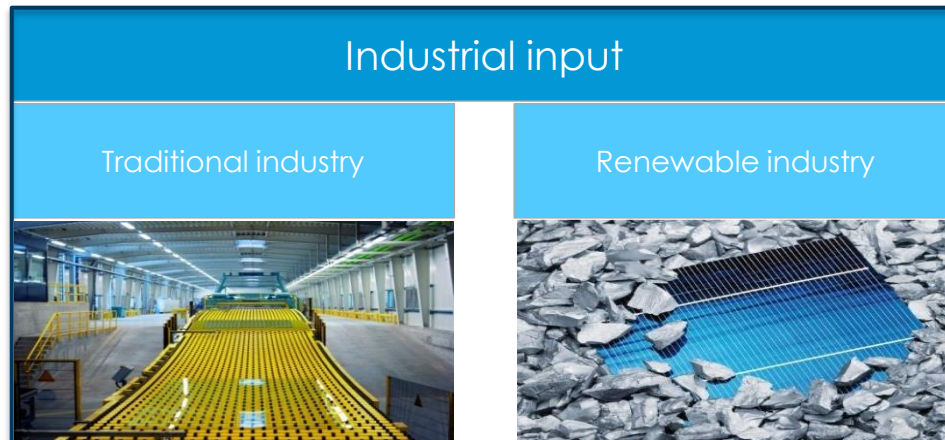 Industrial input
Traditional industry
Renewable industry